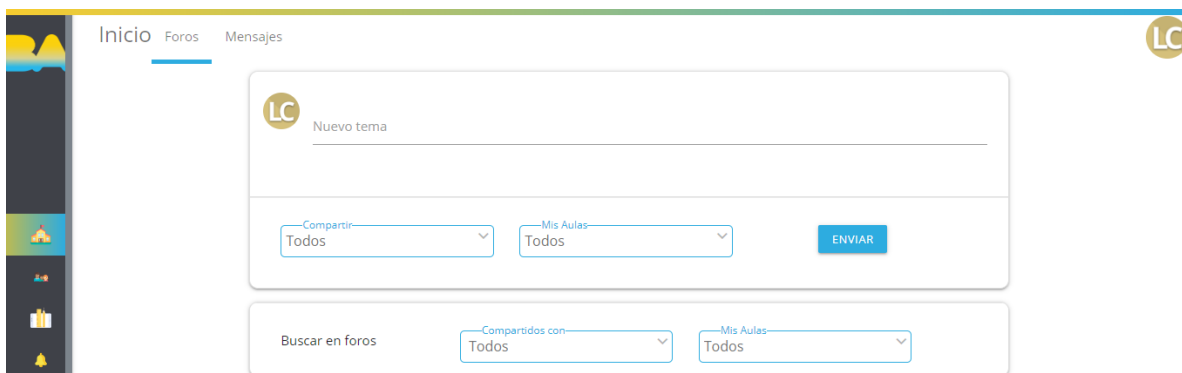 Inicio Foros Mensajes
LC
LC
Nuevo tema
Compartir
Todos
Mis Aulas
Todos
ENVIAR
Buscar en foros
Compartidos con
Todos
Mis Aulas
Todos